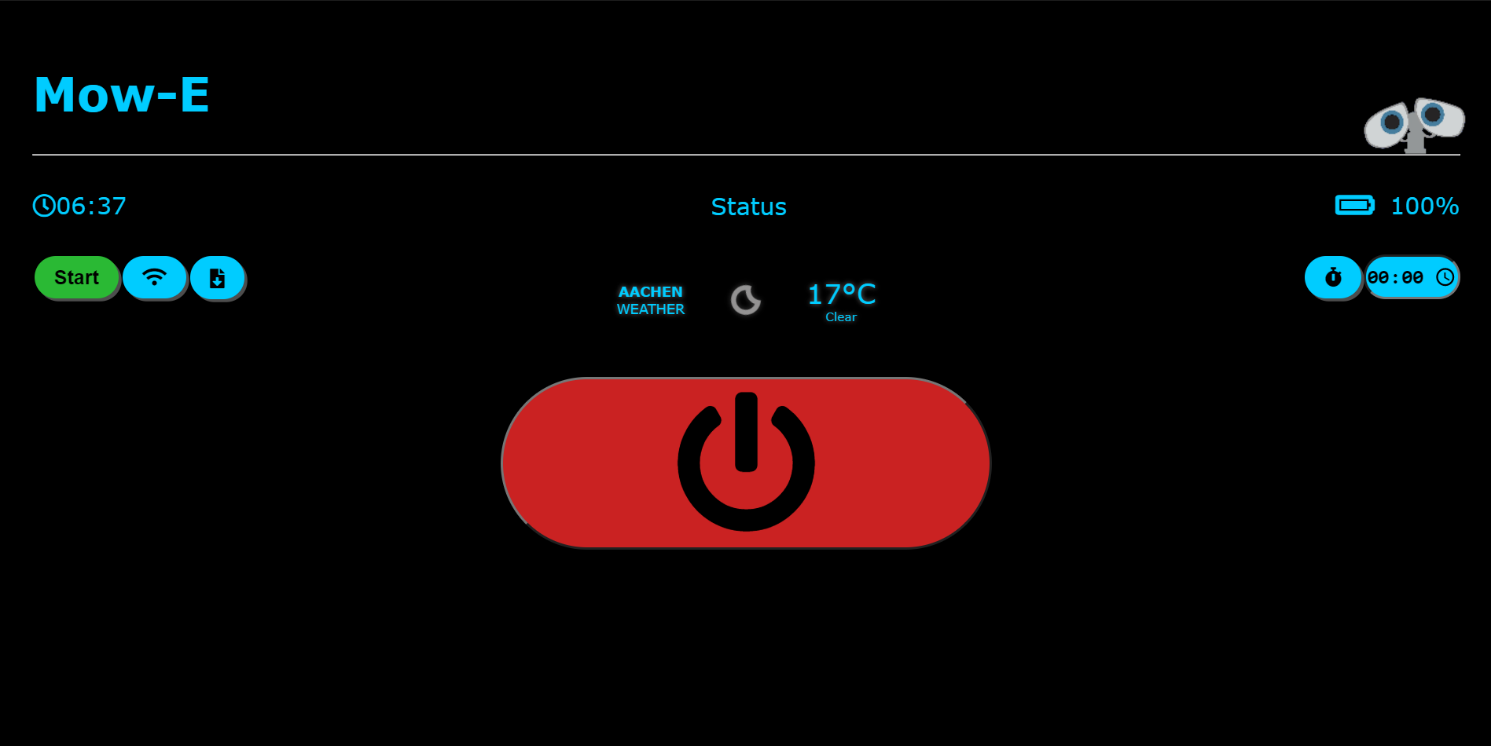 Mow-E
06:37
Status
100%
Start
AACHEN
WEATHER
17°C
Clear
00:00